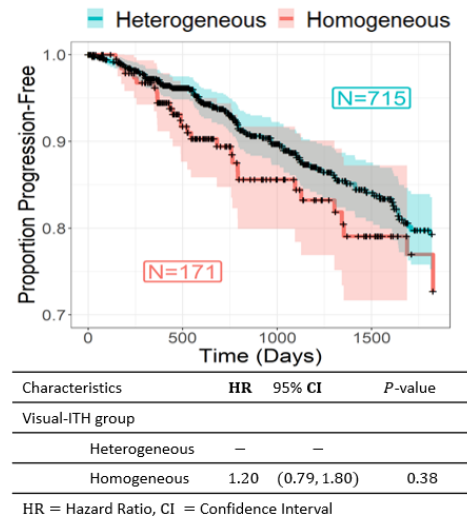 Heterogeneous Homogeneous
Proportion Progression-Free
1.0
0.9
0.8
0.7
N=715
N=171
0 500 1000 1500
Time (Days)
Characteristics HR 95% CI P-value
Visual-ITH group
Heterogeneous – –
Homogeneous 1.20 (0.79, 1.80) 0.38
HR = Hazard Ratio, CI = Confidence Interval